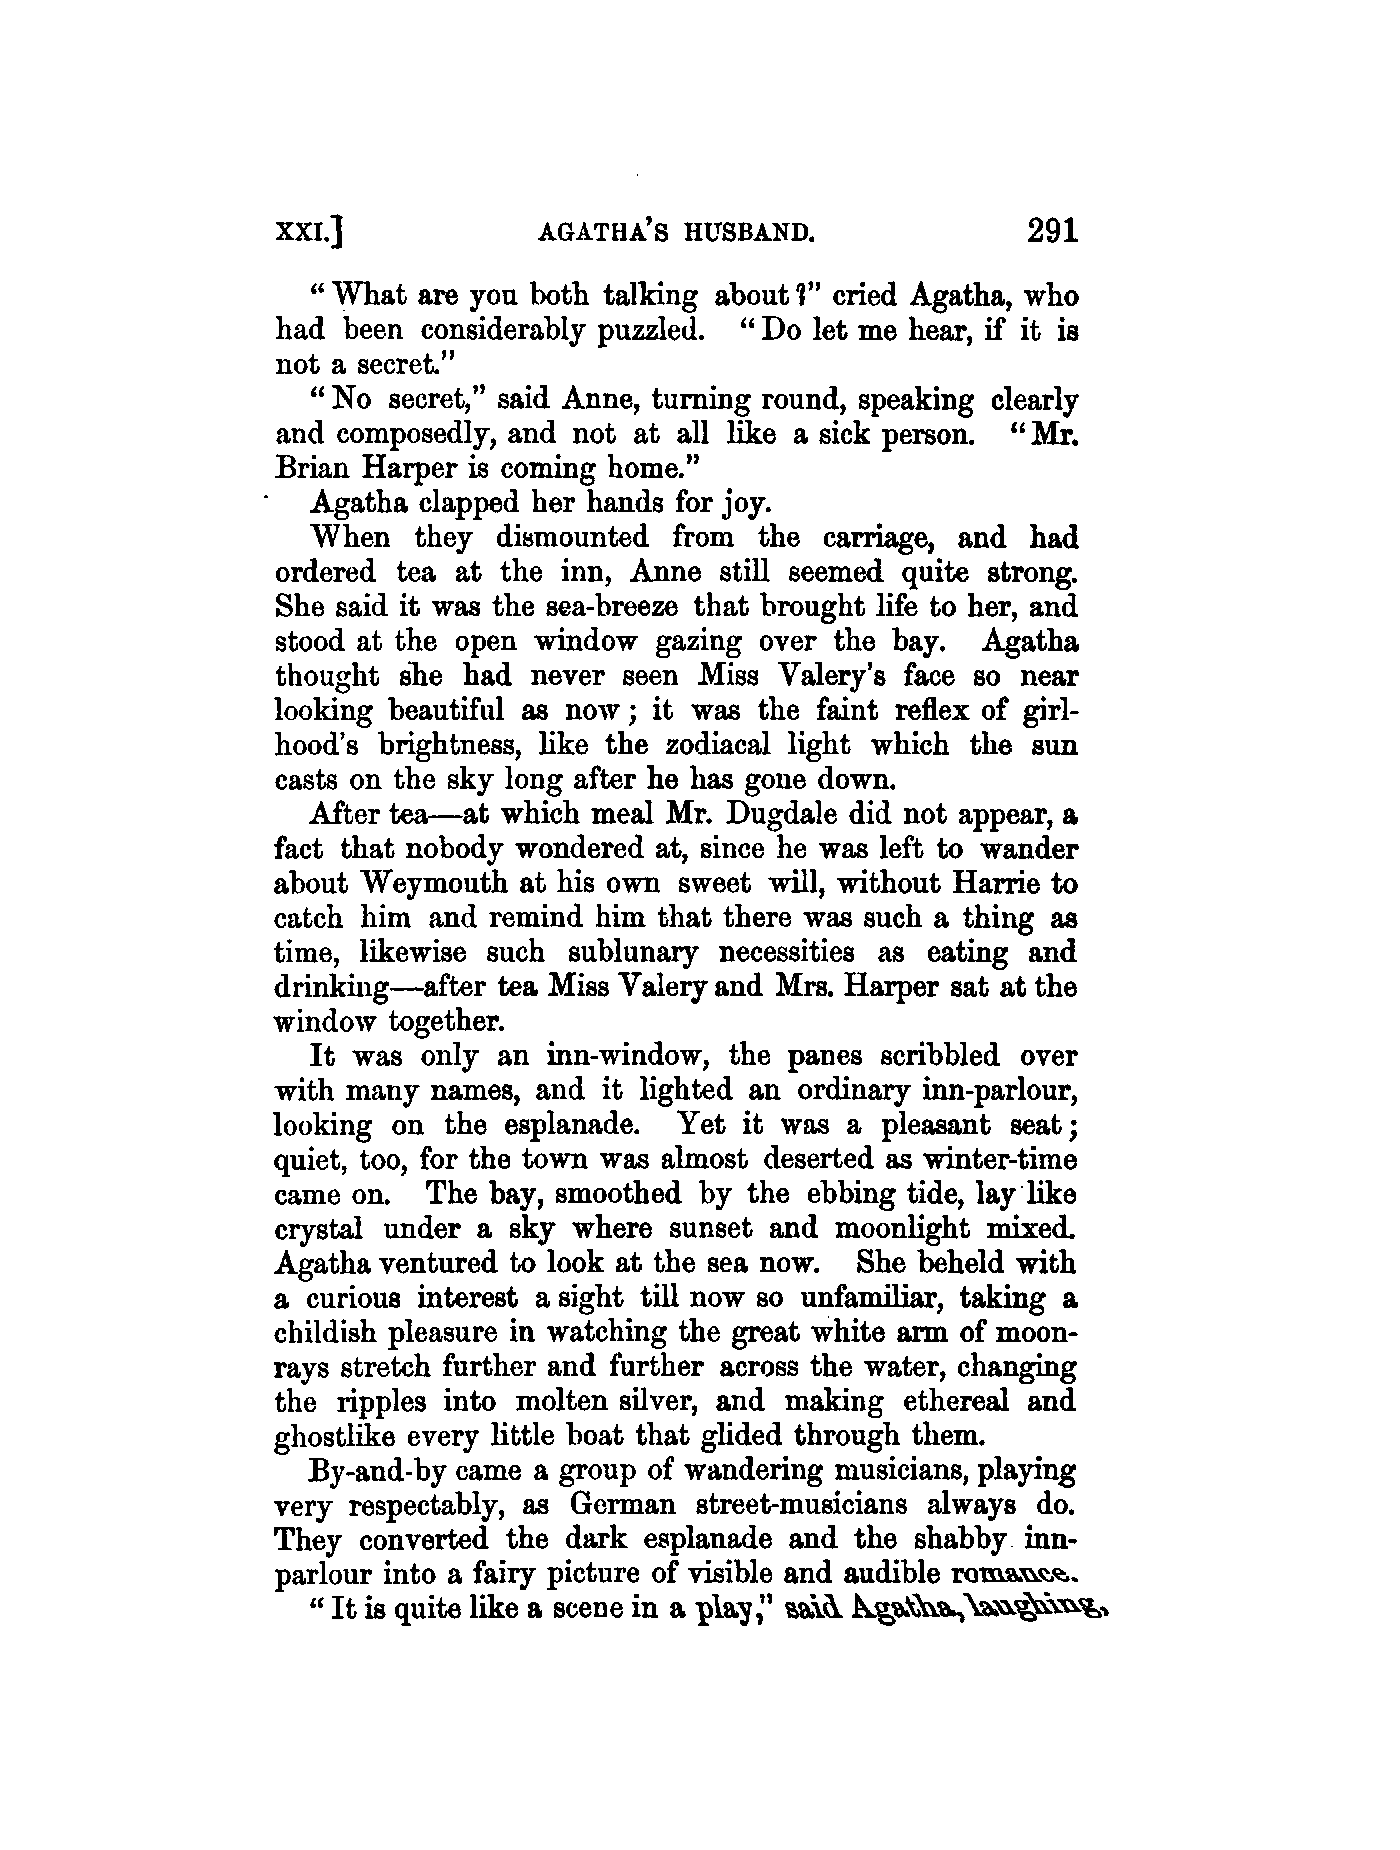 XXI.] AGATHA'S HUSBAND. 291
"What are you both talking about?" cried Agatha, who
had been considerably puzzled. "Do let me hear, if it is
not a secret."
"No secret," said Anne, turning round, speaking clearly
and composedly, and not at all like a sick person. "Mr.
Brian Harper is coming home."
Agatha clapped her hands for joy.
When they dismounted from the carriage, and had
ordered tea at the inn, Anne still seemed quite strong.
She said it was the sea-breeze that brought life to her, and
stood at the open window gazing over the bay. Agatha
thought she had never seen Miss Valery's face so near
looking beautiful as now; it was the faint reflex of girl-
hood's brightness, like the zodiacal light which the sun
casts on the sky long after he has gone down.
After tea—at which meal Mr. Dugdale did not appear, a
fact that nobody wondered at, since he was left to wander
about Weymouth at his own sweet will, without Harrie to
catch him and remind him that there was such a thing as
time, likewise such sublunary necessities as eating and
drinking—after tea Miss Valery and Mrs. Harper sat at the
window together.
It was only an inn-window, the panes scribbled over
with many names, and it lighted an ordinary inn-parlour,
looking on the esplanade. Yet it was a pleasant seat;
quiet, too, for the town was almost deserted as winter-time
came on. The bay, smoothed by the ebbing tide, lay like
crystal under a sky where sunset and moonlight mixed.
Agatha ventured to look at the sea now. She beheld with
a curious interest a sight till now so unfamiliar, taking a
childish pleasure in watching the great white arm of moon-
rays stretch further and further across the water, changing
the ripples into molten silver, and making ethereal and
ghostlike every little boat that glided through them.
By-and-by came a group of wandering musicians, playing
very respectably, as German street-musicians always do.
They converted the dark esplanade and the shabby inn-
parlour into a fairy picture of visible and audible romance.
"It is quite like a scene in a play," said Agatha, laughing,